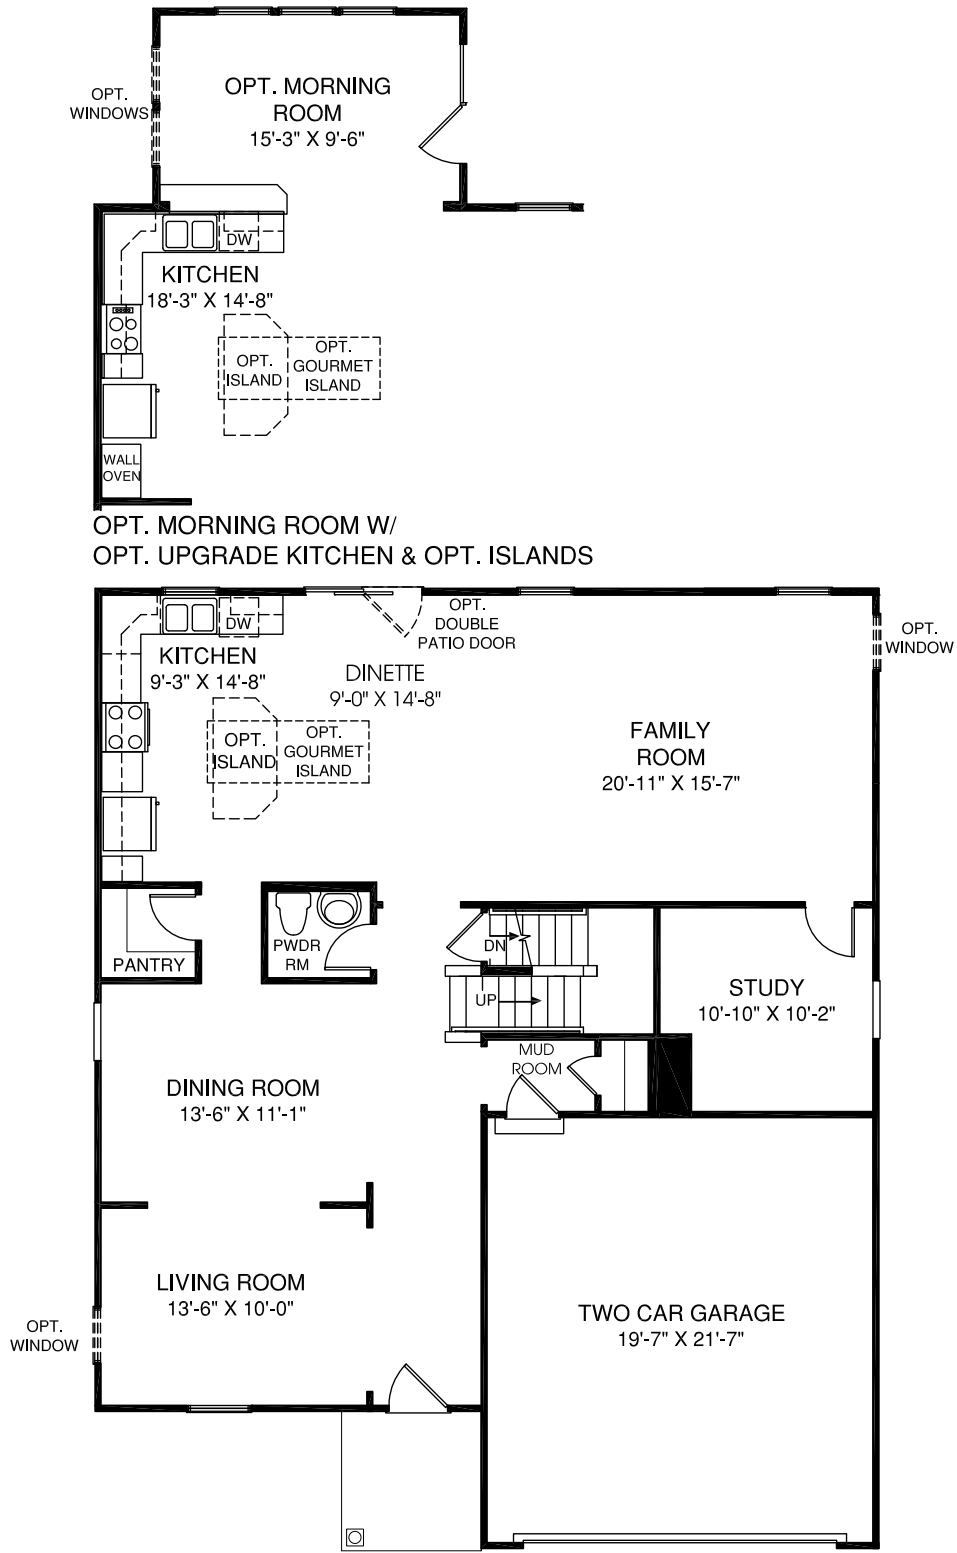 OPT. MORNING
ROOM
15'-3" X 9'-6"
OPT.
WINDOWS
DW
KITCHEN
18'-3" X 14'-8"
OPT.
ISLAND
OPT.
GOURMET
ISLAND
WALL
OVEN
OPT. MORNING ROOM W/
OPT. UPGRADE KITCHEN & OPT. ISLANDS
DW
OPT.
DOUBLE
PATIO DOOR
OPT.
WINDOW
KITCHEN
9'-3" X 14'-8"
DINETTE
9'-0" X 14'-8"
OPT.
ISLAND
OPT.
GOURMET
ISLAND
FAMILY
ROOM
20'-11" X 15'-7"
PANTRY
PWDR
RM
DN
UP
STUDY
10'-10" X 10'-2"
MUD
ROOM
DINING ROOM
13'-6" X 11'-1"
LIVING ROOM
13'-6" X 10'-0"
OPT.
WINDOW
TWO CAR GARAGE
19'-7" X 21'-7"